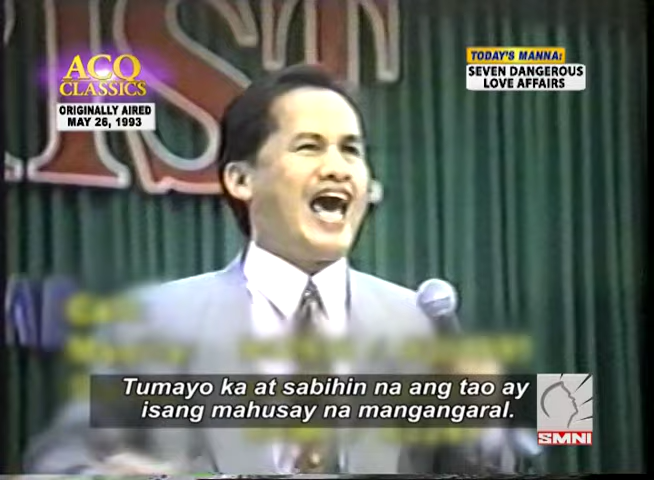 ACQ
CLASSICS
ORIGINALLY AIRED
MAY 26, 1993
TODAY'S MANNA:
SEVEN DANGEROUS
LOVE AFFAIRS
IST
Tumayo ka at sabihin na ang tao ay
isang mahusay na mangangaral.
SMNI